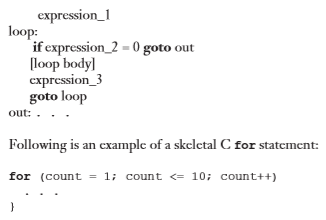 expression_1
loop:
if expression_2 = 0 goto out
[loop body]
expression_3
goto loop
out: . . .
Following is an example of a skeletal C for statement:
for (count = 1; count <= 10; count++)
. . .
}